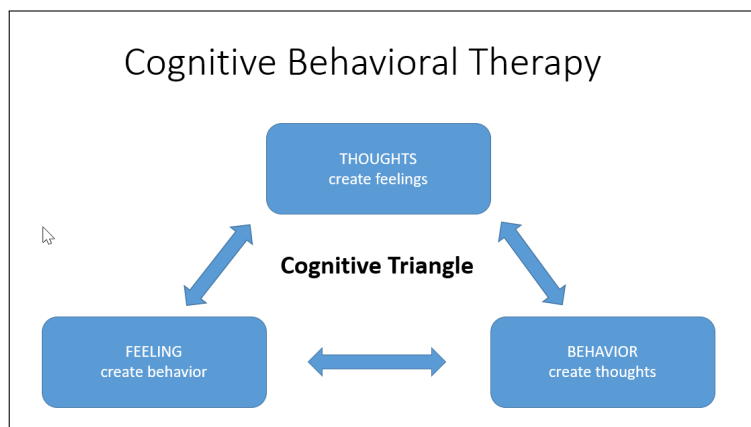 Cognitive Behavioral Therapy
THOUGHTS
create feelings
Cognitive Triangle
FEELING
create behavior
BEHAVIOR
create thoughts